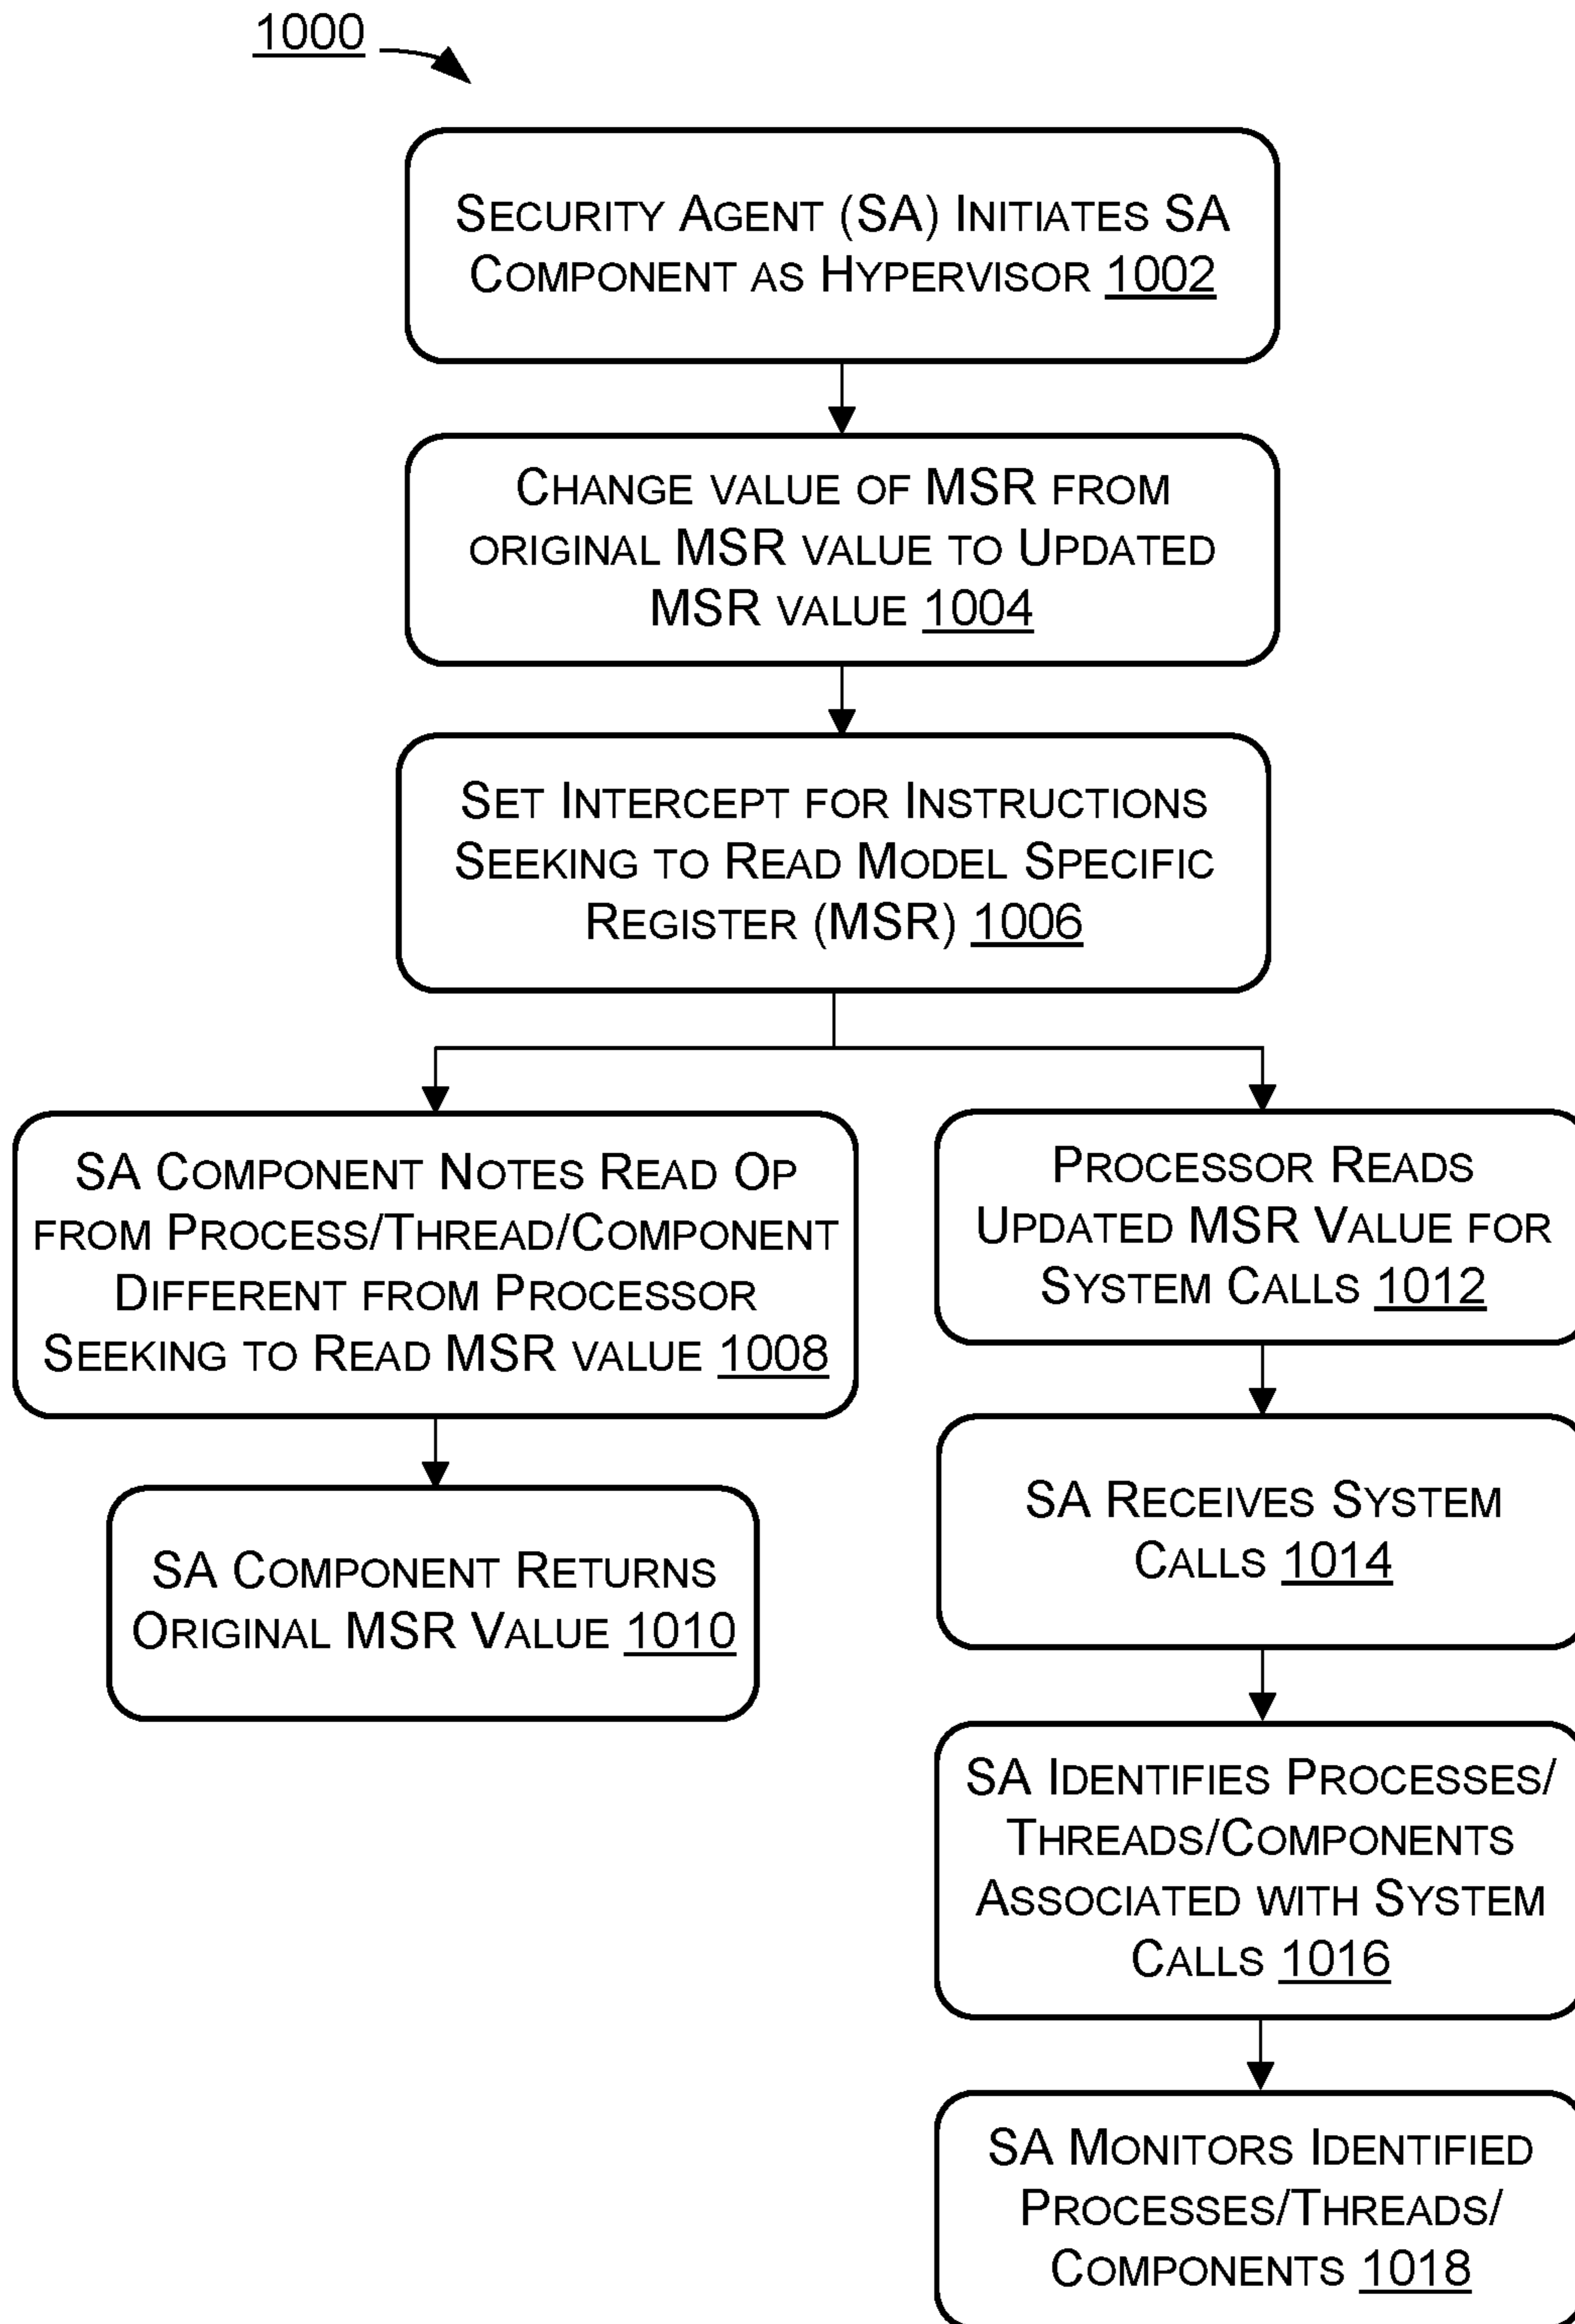 1000
SECURITY AGENT (SA) INITIATES SA
COMPONENT AS HYPERVISOR 1002
CHANGE VALUE OF MSR FROM
ORIGINAL MSR VALUE TO UPDATED
MSR VALUE 1004
SET INTERCEPT FOR INSTRUCTIONS
SEEKING TO READ MODEL SPECIFIC
REGISTER (MSR) 1006
SA COMPONENT NOTES READ OP
FROM PROCESS/THREAD/COMPONENT
DIFFERENT FROM PROCESSOR
SEEKING TO READ MSR VALUE 1008
SA COMPONENT RETURNS
ORIGINAL MSR VALUE 1010
PROCESSOR READS
UPDATED MSR VALUE FOR
SYSTEM CALLS 1012
SA RECEIVES SYSTEM
CALLS 1014
SA IDENTIFIES PROCESSES/
THREADS/COMPONENTS
ASSOCIATED WITH SYSTEM
CALLS 1016
SA MONITORS IDENTIFIED
PROCESSES/THREADS/
COMPONENTS 1018